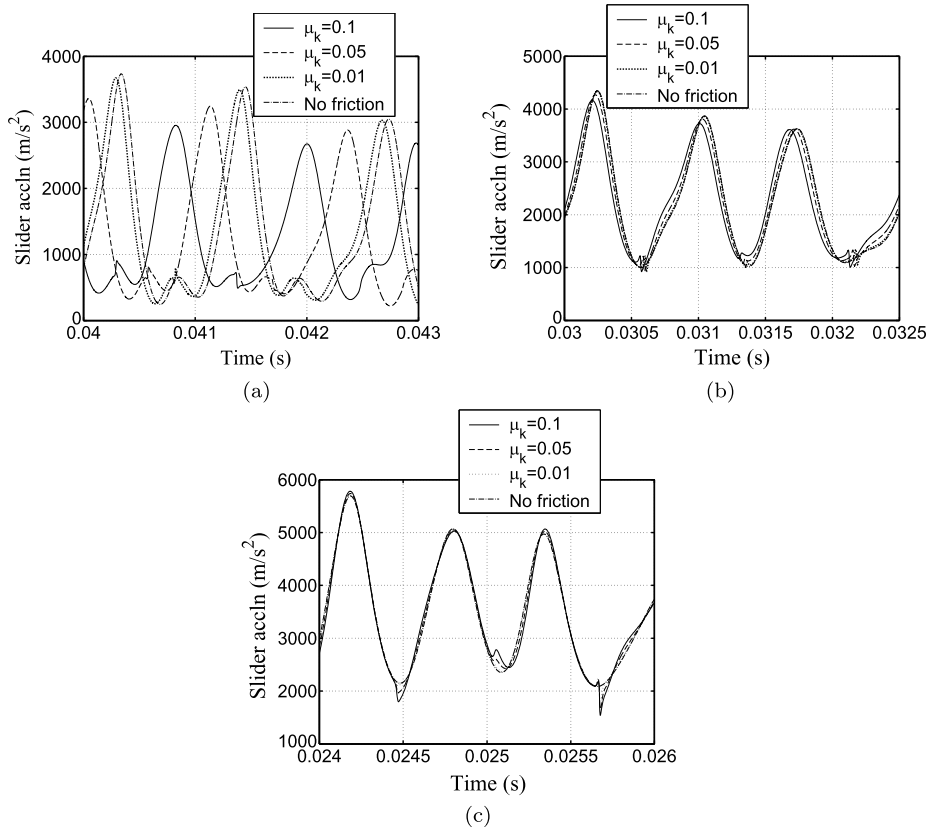 μk=0.1
μk=0.05
μk=0.01
No friction
Slider accln (m/s²)
4000
3000
2000
1000
0
0.04
0.041
0.042
0.043
Time (s)
(a)
μk=0.1
μk=0.05
μk=0.01
No friction
Slider accln (m/s²)
5000
4000
3000
2000
1000
0
0.03
0.0305
0.031
0.0315
0.032
0.0325
Time (s)
(b)
μk=0.1
μk=0.05
μk=0.01
No friction
Slider accln (m/s²)
6000
5000
4000
3000
2000
1000
0.024
0.0245
0.025
0.0255
0.026
Time (s)
(c)